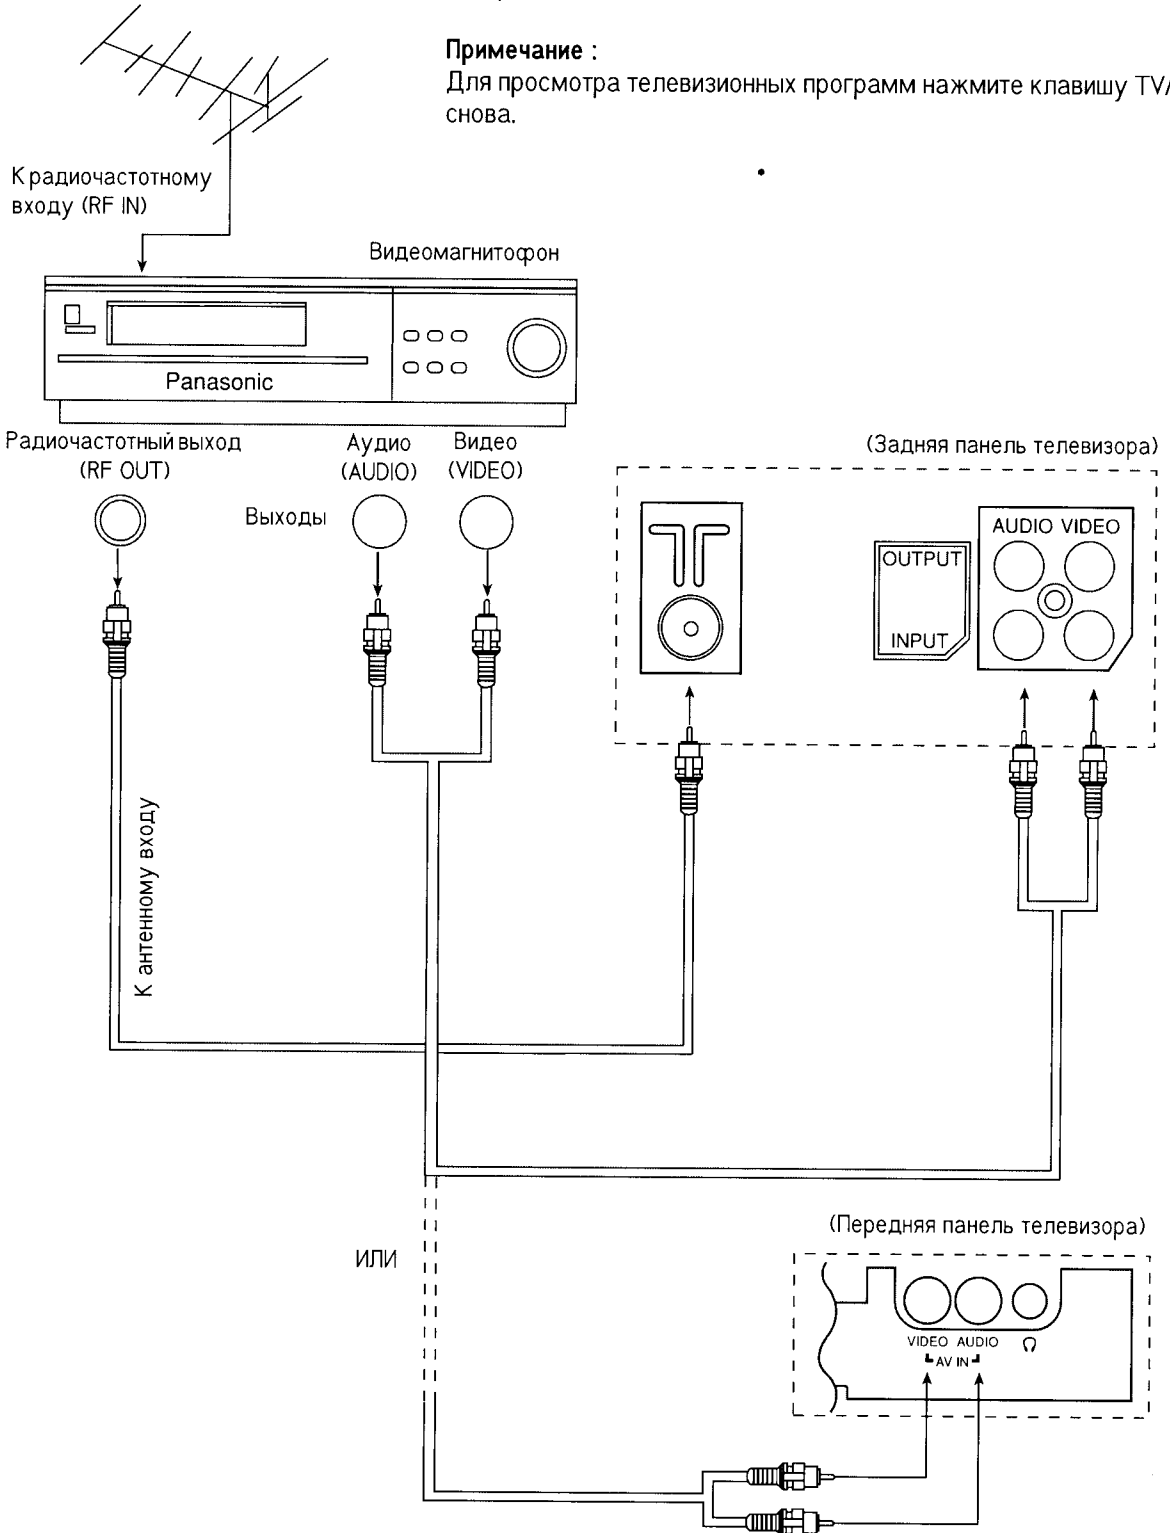 Примечание :
Для просмотра телевизионных программ нажмите клавишу TV/
снова.
К радиочастотному
входу (RF IN)
Видеомагнитофон
Panasonic
Радиочастотный выход
(RF OUT)
Аудио
(AUDIO)
Видео
(VIDEO)
Выходы
(Задняя панель телевизора)
AUDIO VIDEO
OUTPUT
INPUT
К антенному входу
ИЛИ
(Передняя панель телевизора)
VIDEO AUDIO
AV IN